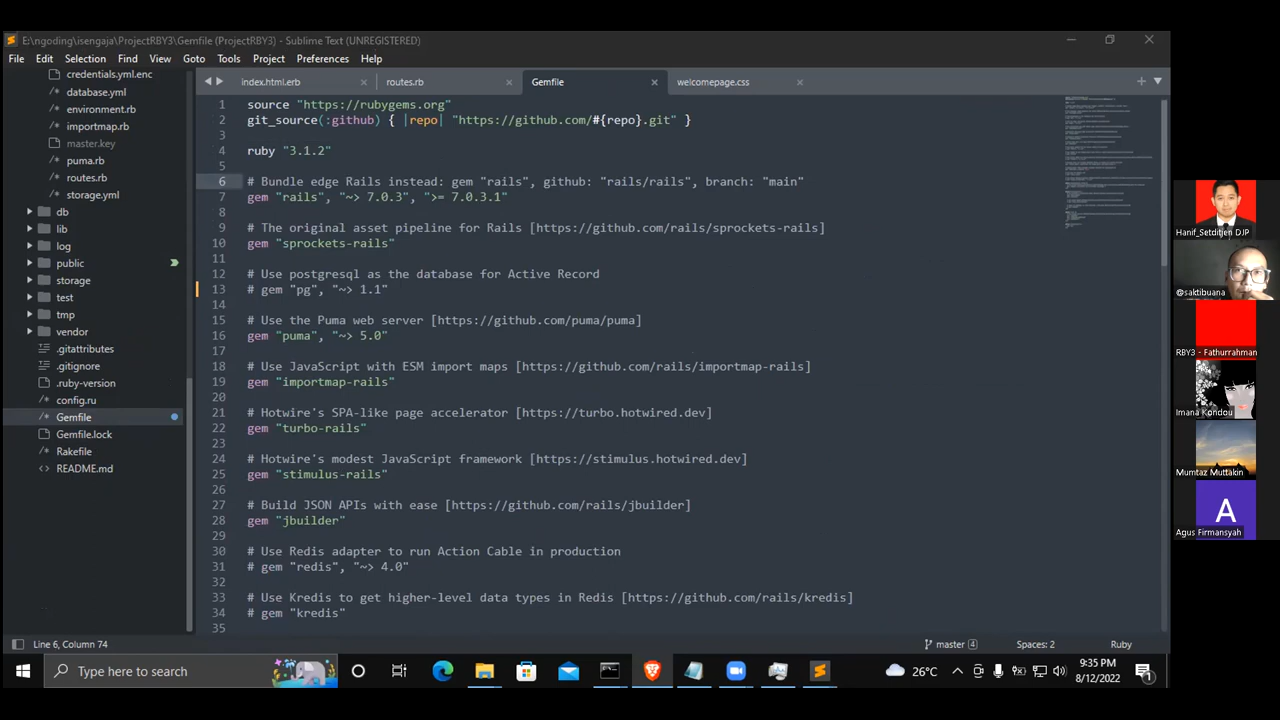 E:\ngoding\isengaja\ProjectRBY3\Gemfile (ProjectRBY3) - Sublime Text (UNREGISTERED)
File Edit Selection Find View Goto Tools Project Preferences Help
index.html.erb × routes.rb × Gemfile × welcomepage.css ×
credentials.yml.enc
database.yml
environment.rb
importmap.rb
master.key
puma.rb
routes.rb
storage.yml
db
lib
log
public
storage
test
tmp
vendor
.gitattributes
.gitignore
.ruby-version
config.ru
Gemfile
Gemfile.lock
Rakefile
README.md
1 source "https://rubygems.org"
2 git_source(:github) { |repo| "https://github.com/#{repo}.git" }
3
4 ruby "3.1.2"
5
6 # Bundle edge Rails instead: gem "rails", github: "rails/rails", branch: "main"
7 gem "rails", "~> 7.0.3", ">= 7.0.3.1"
8
9 # The original asset pipeline for Rails [https://github.com/rails/sprockets-rails]
10 gem "sprockets-rails"
11
12 # Use postgresql as the database for Active Record
13 # gem "pg", "~> 1.1"
14
15 # Use the Puma web server [https://github.com/puma/puma]
16 gem "puma", "~> 5.0"
17
18 # Use JavaScript with ESM import maps [https://github.com/rails/importmap-rails]
19 gem "importmap-rails"
20
21 # Hotwire's SPA-like page accelerator [https://turbo.hotwired.dev]
22 gem "turbo-rails"
23
24 # Hotwire's modest JavaScript framework [https://stimulus.hotwired.dev]
25 gem "stimulus-rails"
26
27 # Build JSON APIs with ease [https://github.com/rails/jbuilder]
28 gem "jbuilder"
29
30 # Use Redis adapter to run Action Cable in production
31 # gem "redis", "~> 4.0"
32
33 # Use Kredis to get higher-level data types in Redis [https://github.com/rails/kredis]
34 # gem "kredis"
35
Hanif_Setditjen DJP
@saktibuana
RBY3 - Fathurrahman
Imana Kondou
Mumtaz Muttakin
A
Agus Firmansyah
Line 6, Column 74 master 4 Spaces: 2 Ruby
Type here to search 26°C 9:35 PM
8/12/2022 1